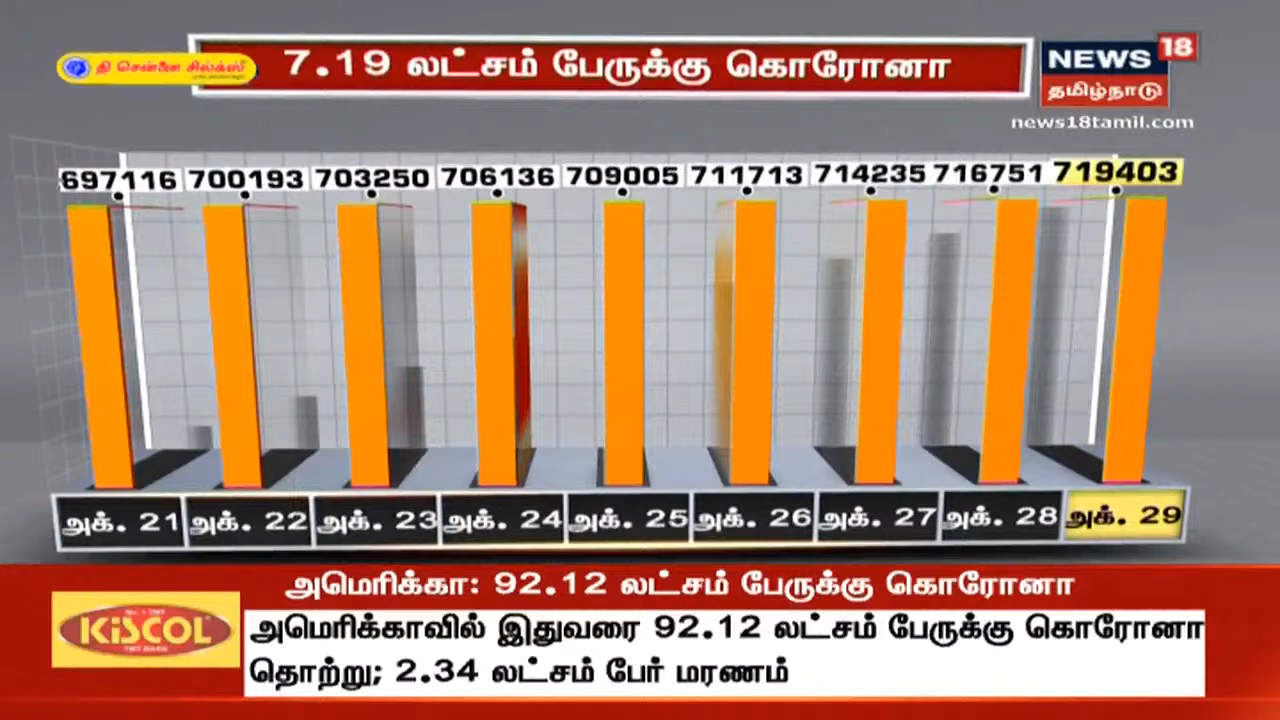 தி சென்னை சில்க்ஸ்
7.19 லட்சம் பேருக்கு கொரோனா
NEWS 18
தமிழ்நாடு
news18tamil.com
697116 700193 703250 706136 709005 711713 714235 716751 719403
அக். 21 அக். 22 அக். 23 அக். 24 அக். 25 அக். 26 அக். 27 அக். 28 அக். 29
அமெரிக்கா: 92.12 லட்சம் பேருக்கு கொரோனா
KiSCOL
அமெரிக்காவில் இதுவரை 92.12 லட்சம் பேருக்கு கொரோனா
தொற்று; 2.34 லட்சம் பேர் மரணம்